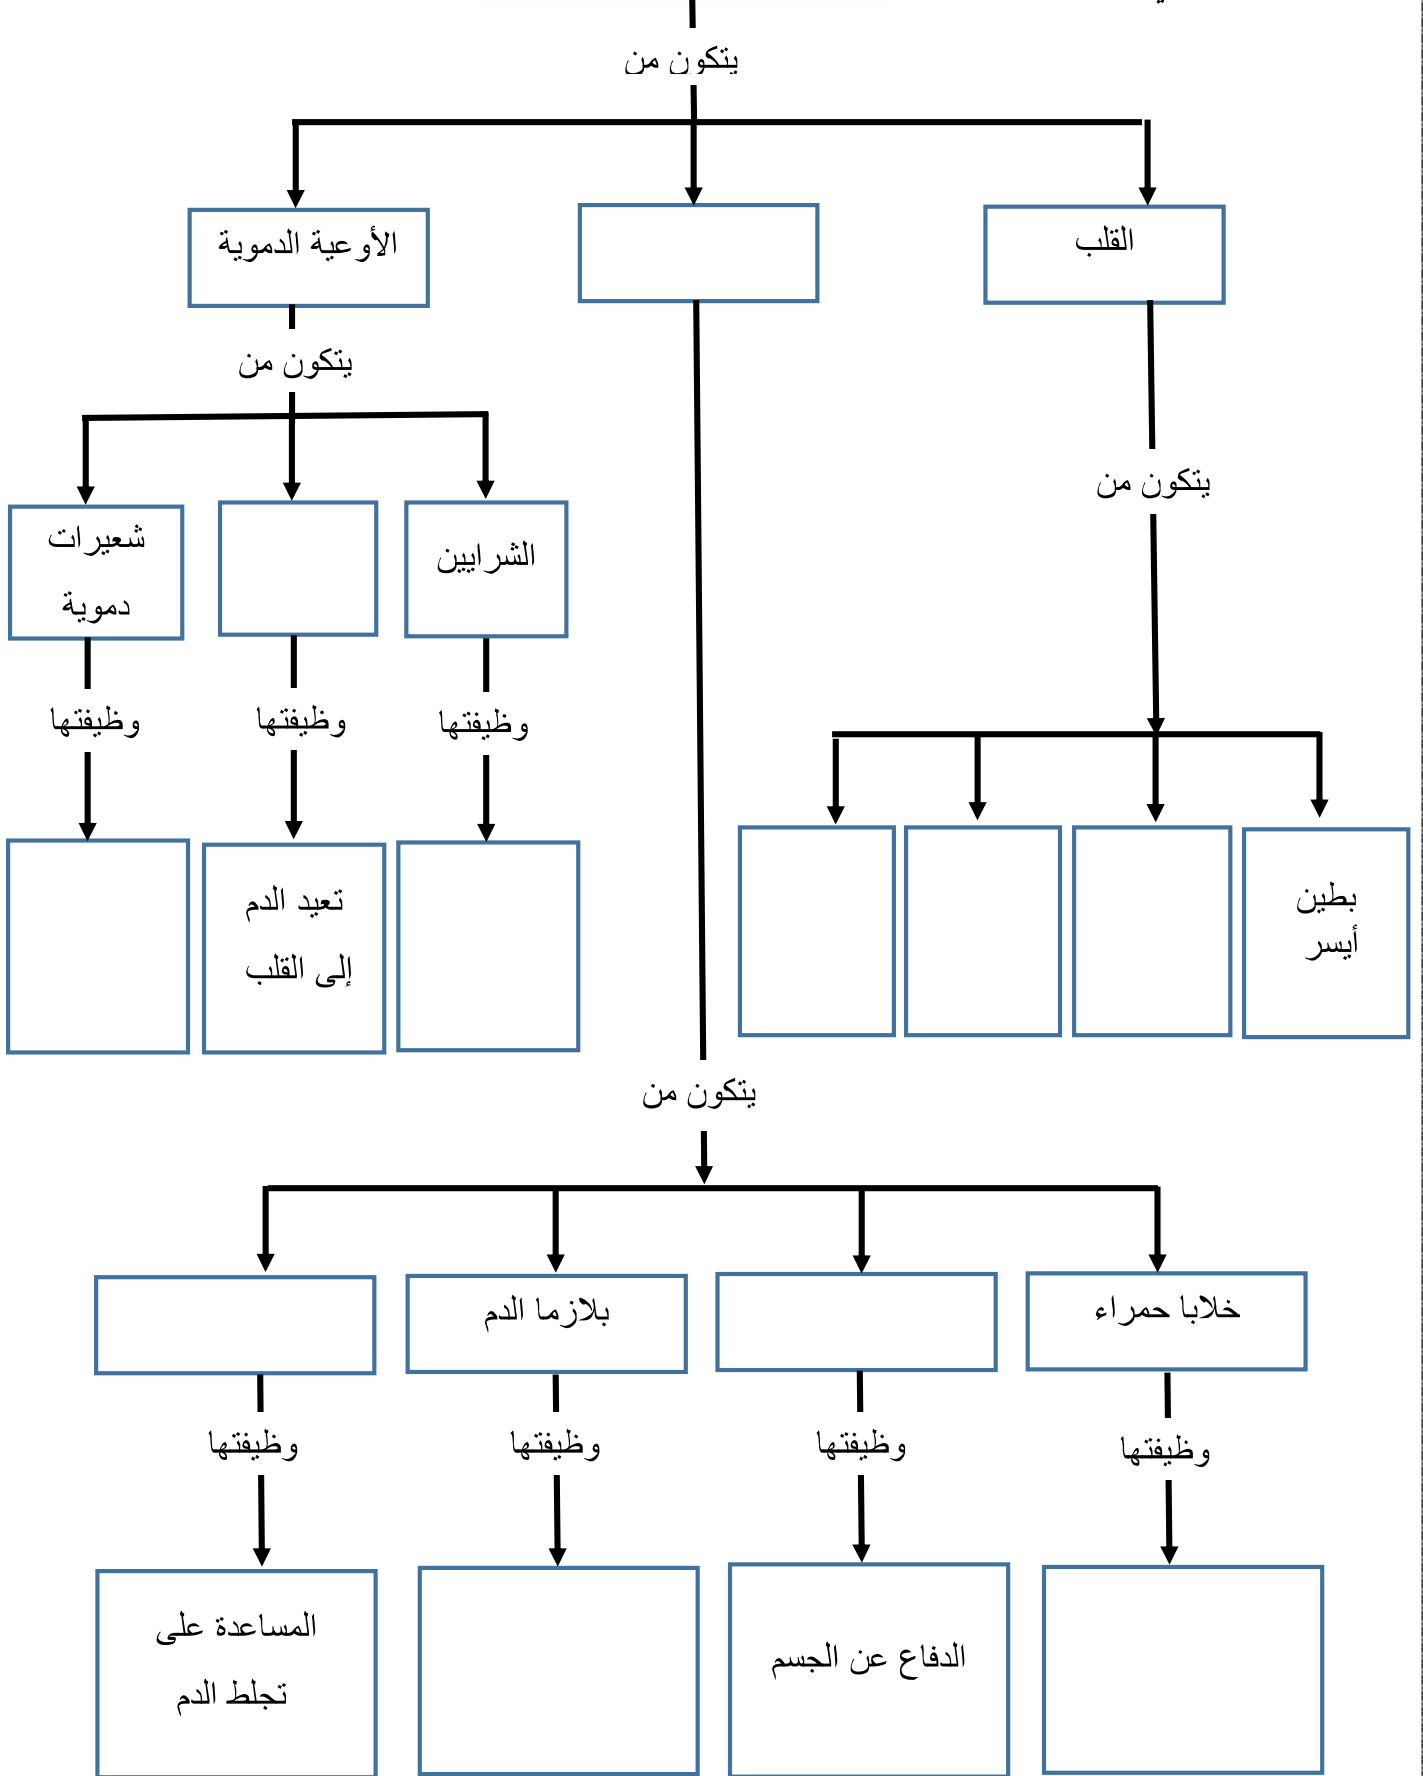 يتكون من
القلب
الأوعية الدموية
يتكون من
يتكون من
الشرايين
شعيرات
دموية
وظيفتها
وظيفتها
وظيفتها
بطين
أيسر
تعيد الدم
إلى القلب
يتكون من
خلابا حمراء
بلازما الدم
وظيفتها
وظيفتها
وظيفتها
وظيفتها
الدفاع عن الجسم
المساعدة على
تجلط الدم